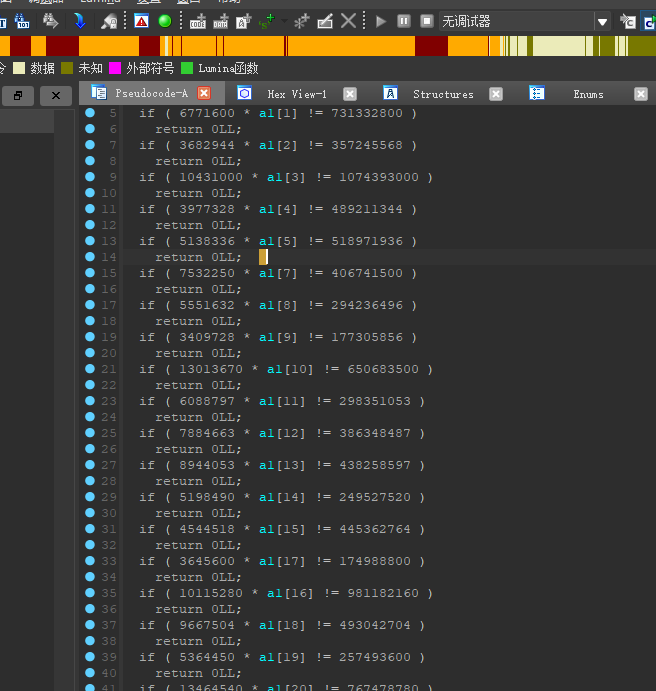 无调试器
数据 未知 外部符号 Lumina函数
Pseudocode-A Hex View-1 Structures Enums
5 if ( 6771600 * a1[1] != 731332800 )
6 return 0LL;
7 if ( 3682944 * a1[2] != 357245568 )
8 return 0LL;
9 if ( 10431000 * a1[3] != 1074393000 )
10 return 0LL;
11 if ( 3977328 * a1[4] != 489211344 )
12 return 0LL;
13 if ( 5138336 * a1[5] != 518971936 )
14 return 0LL;
15 if ( 7532250 * a1[7] != 406741500 )
16 return 0LL;
17 if ( 5551632 * a1[8] != 294236496 )
18 return 0LL;
19 if ( 3409728 * a1[9] != 177305856 )
20 return 0LL;
21 if ( 13013670 * a1[10] != 650683500 )
22 return 0LL;
23 if ( 6088797 * a1[11] != 298351053 )
24 return 0LL;
25 if ( 7884663 * a1[12] != 386348487 )
26 return 0LL;
27 if ( 8944053 * a1[13] != 438258597 )
28 return 0LL;
29 if ( 5198490 * a1[14] != 249527520 )
30 return 0LL;
31 if ( 4544518 * a1[15] != 445362764 )
32 return 0LL;
33 if ( 3645600 * a1[17] != 174988800 )
34 return 0LL;
35 if ( 10115280 * a1[16] != 981182160 )
36 return 0LL;
37 if ( 9667504 * a1[18] != 493042704 )
38 return 0LL;
39 if ( 5364450 * a1[19] != 257493600 )
40 return 0LL;
41 if ( 13464540 * a1[20] != 767478780 )